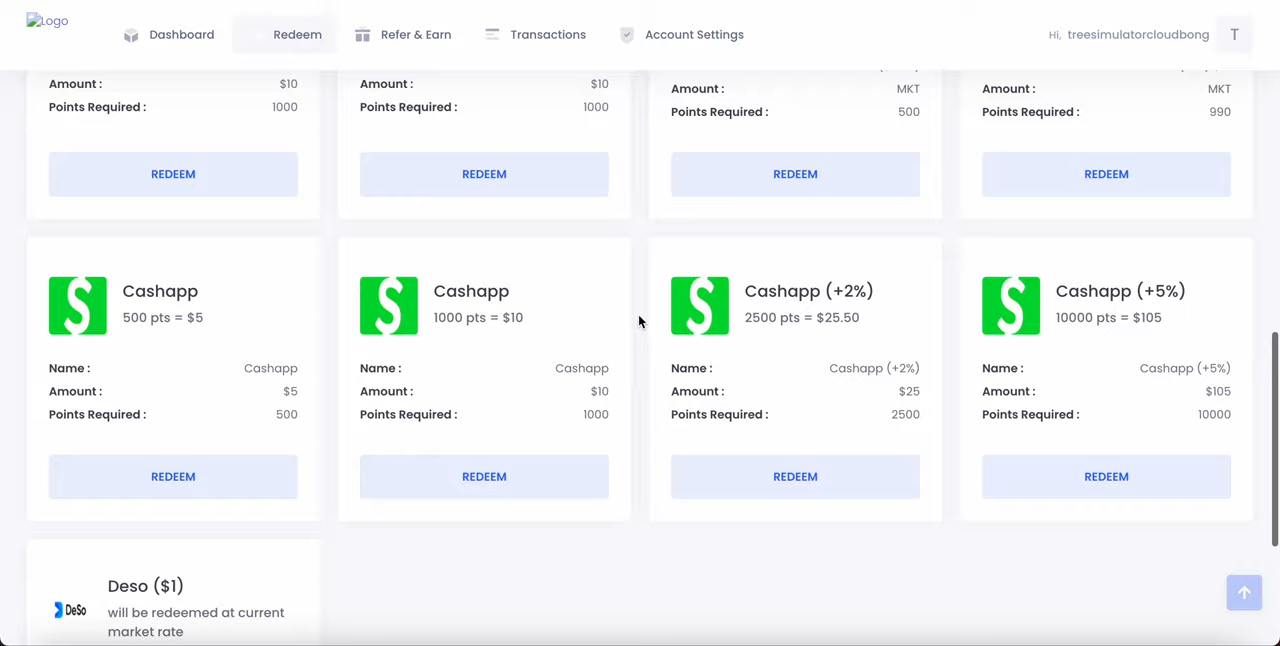 Logo
Dashboard
Redeem
Refer & Earn
Transactions
Account Settings
Hi, treesimulatorcloudbong
T
Amount : $10
Points Required : 1000
REDEEM
Amount : $10
Points Required : 1000
REDEEM
Amount : MKT
Points Required : 500
REDEEM
Amount : MKT
Points Required : 990
REDEEM
Cashapp
500 pts = $5
Name : Cashapp
Amount : $5
Points Required : 500
REDEEM
Cashapp
1000 pts = $10
Name : Cashapp
Amount : $10
Points Required : 1000
REDEEM
Cashapp (+2%)
2500 pts = $25.50
Name : Cashapp (+2%)
Amount : $25
Points Required : 2500
REDEEM
Cashapp (+5%)
10000 pts = $105
Name : Cashapp (+5%)
Amount : $105
Points Required : 10000
REDEEM
DeSo
Deso ($1)
will be redeemed at current
market rate